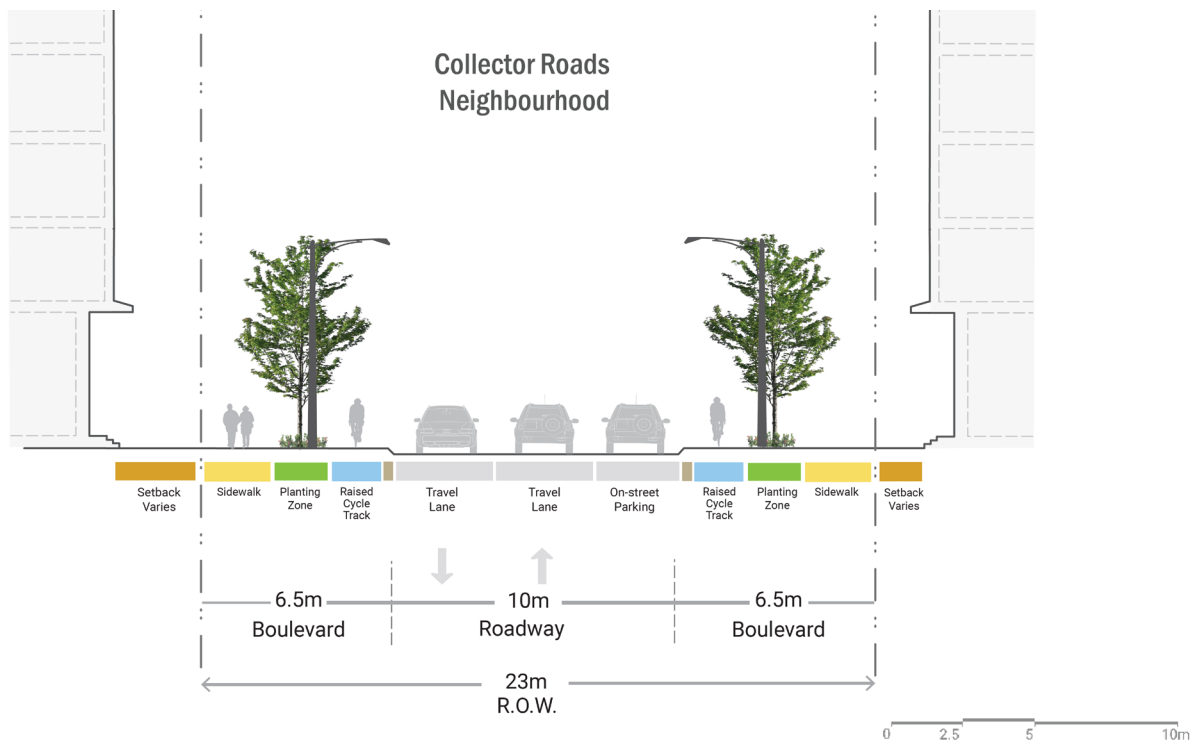 Collector Roads
Neighbourhood
Setback
Varies
Sidewalk
Planting
Zone
Raised
Cycle
Track
Travel
Lane
Travel
Lane
On-street
Parking
Raised
Cycle
Track
Planting
Zone
Sidewalk
Setback
Varies
6.5m
Boulevard
10m
Roadway
6.5m
Boulevard
23m
R.O.W.
0 2.5 5 10m